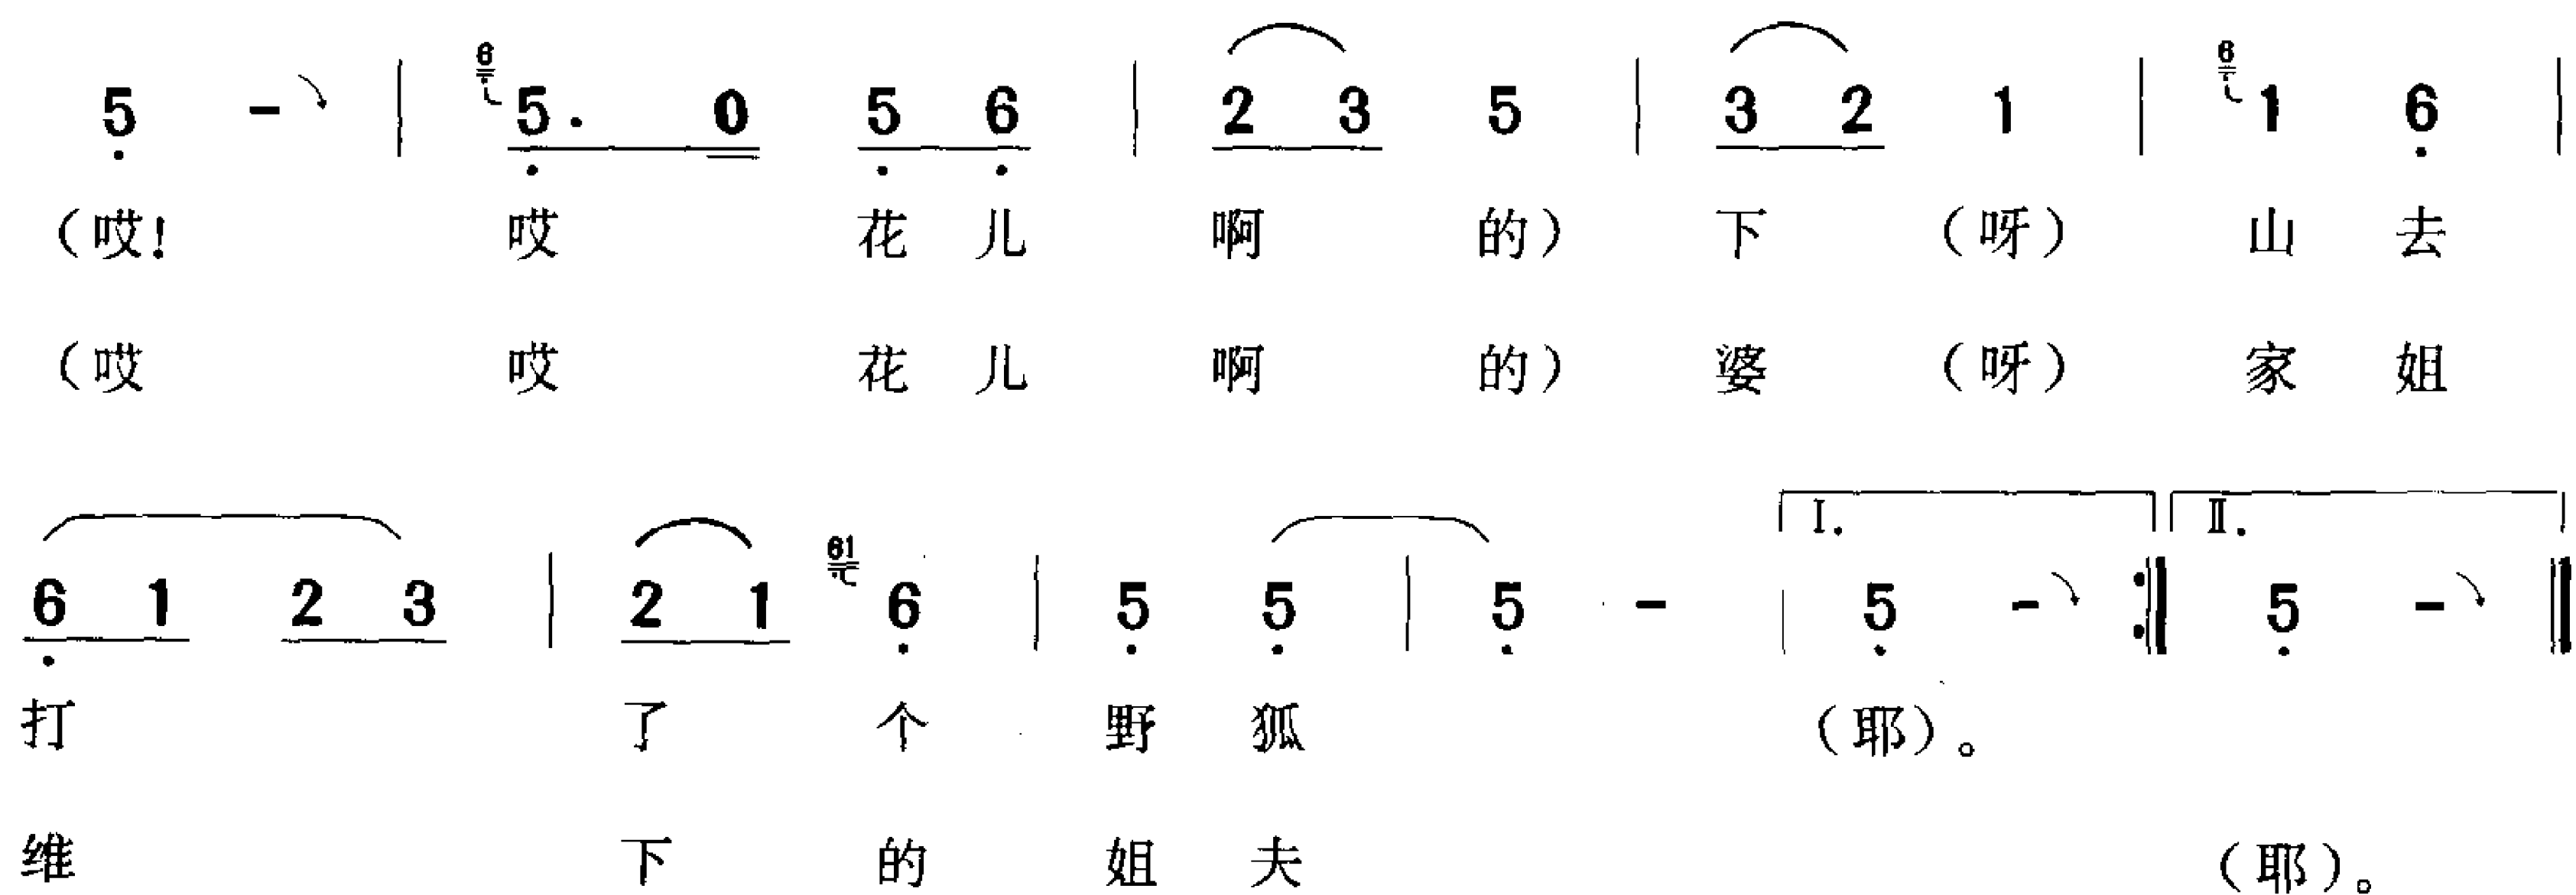 6 6
5 - | 5. 0 5 6 | 2 3 5 | 3 2 1 | 1 6 |
(哎! 哎 花 儿 啊 的) 下 (呀) 山 去
(哎 哎 花 儿 啊 的) 婆 (呀) 家 姐
I. II.
61
6 1 2 3 | 2 1 6 | 5 5 | 5 - | 5 - :‖ 5 - ‖
打 了 个 野 狐 (耶)。
维 下 的 姐 夫 (耶)。